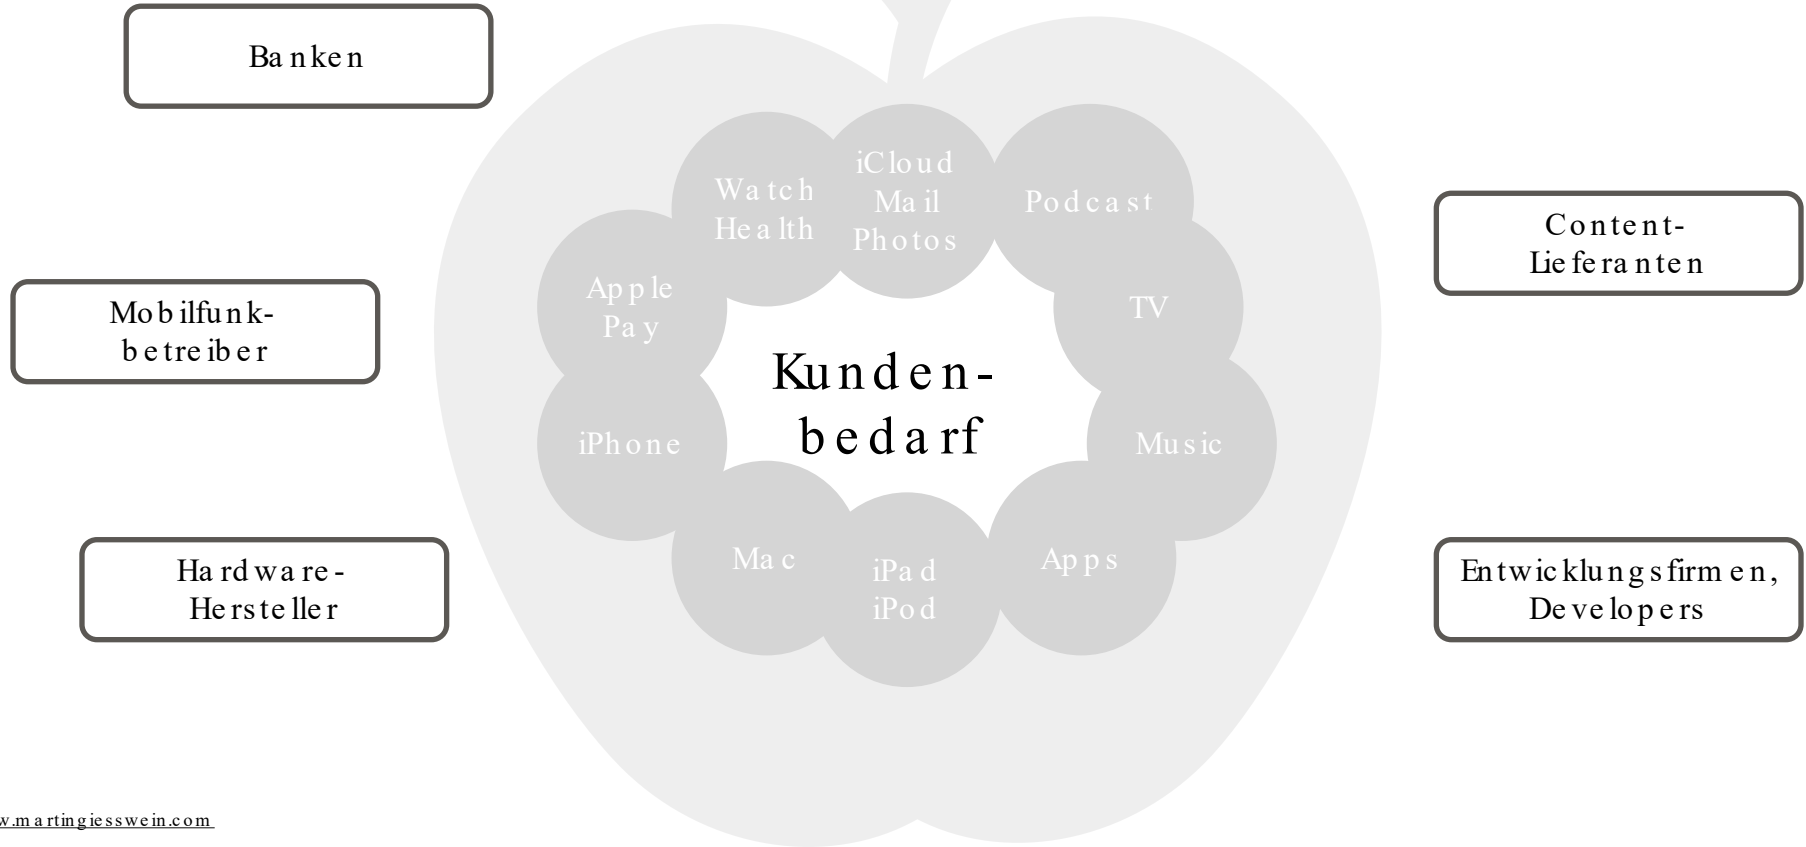 Banken
iCloud
Mail
Photos
Watch
Health
Podcast
Content-
Lieferanten
Apple
Pay
TV
Mobilfunk-
betreiber
Kunden-
bedarf
iPhone
Music
Mac
iPad
iPod
Apps
Hardware-
Hersteller
Entwicklungsfirmen,
Developers
w.martingiesswein.com